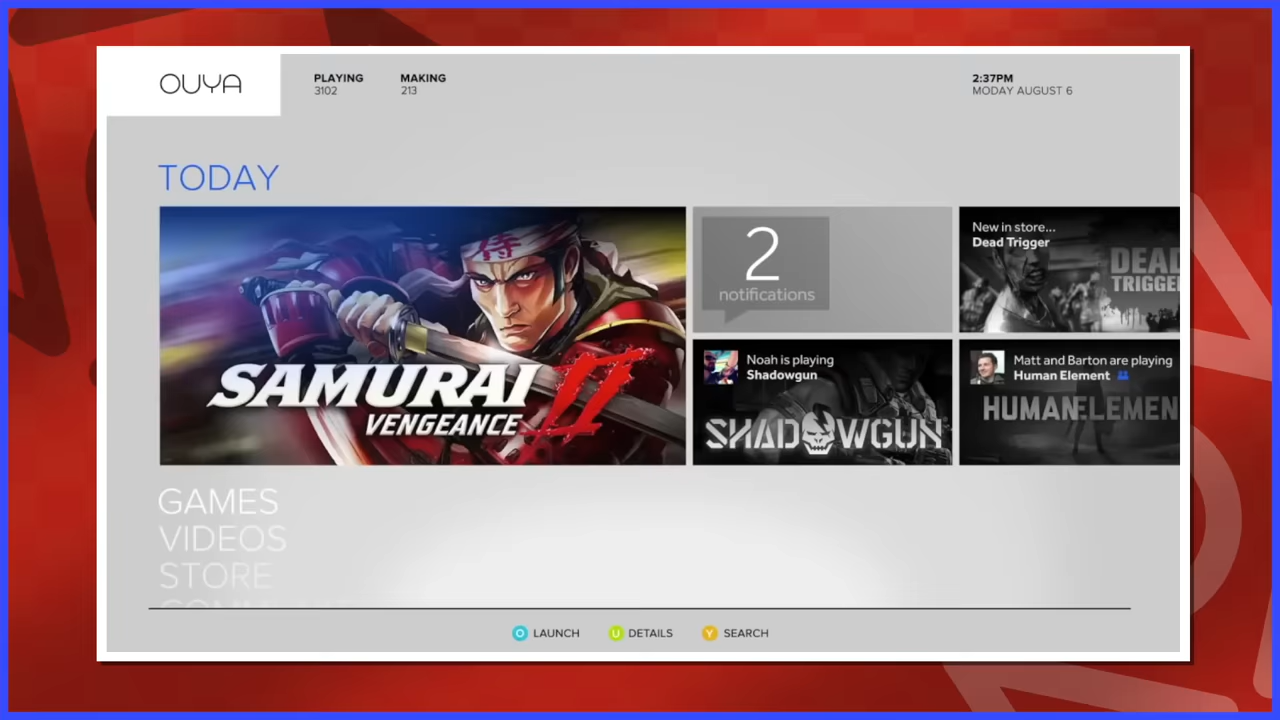 OUYA
PLAYING
3102
MAKING
213
2:37PM
MODAY AUGUST 6
TODAY
侍
SAMURAI II
VENGEANCE
2
notifications
New in store...
Dead Trigger
DEAD
TRIGGE
Noah is playing
Shadowgun
SHADOWGUN
Matt and Barton are playing
Human Element
HUMAN ELEMEN
GAMES
VIDEOS
STORE
O LAUNCH
U DETAILS
Y SEARCH